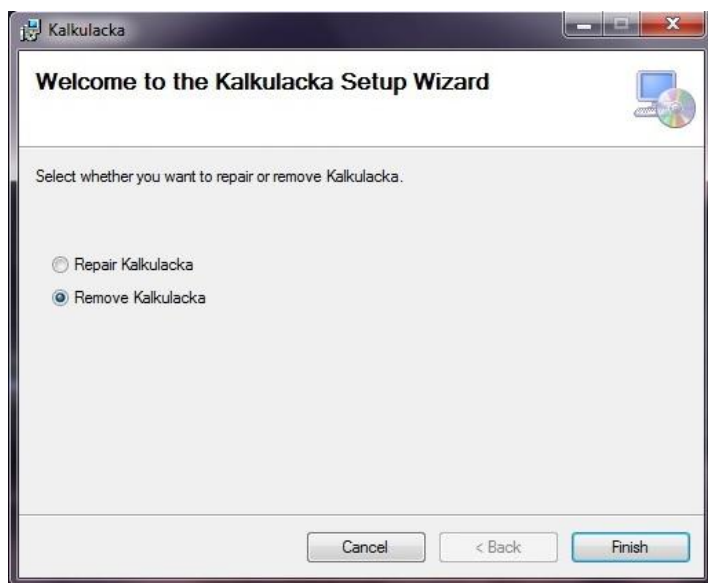 Kalkulacka
Welcome to the Kalkulacka Setup Wizard
Select whether you want to repair or remove Kalkulacka.
Repair Kalkulacka
Remove Kalkulacka
Cancel
< Back
Finish